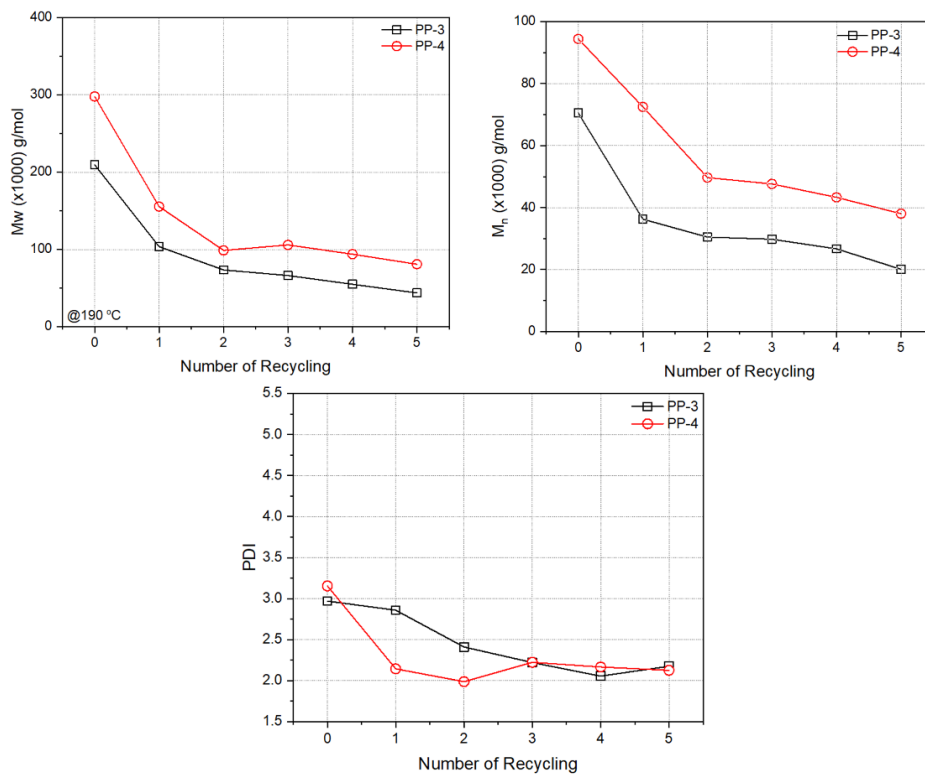 400
300
200
100
0
Mw (x1000) g/mol
PP-3
PP-4
@190 °C
0 1 2 3 4 5
Number of Recycling
100
80
60
40
20
0
Mn (x1000) g/mol
PP-3
PP-4
0 1 2 3 4 5
Number of Recycling
5.5
5.0
4.5
4.0
3.5
3.0
2.5
2.0
1.5
PDI
PP-3
PP-4
0 1 2 3 4 5
Number of Recycling